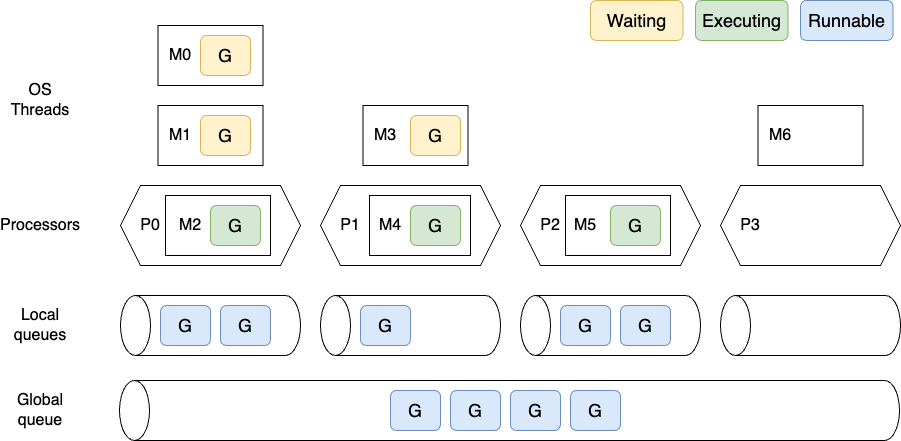 Waiting
Executing
Runnable
M0 G
OS
Threads
M1 G
M3 G
M6
Processors
P0 M2 G
P1 M4 G
P2 M5 G
P3
Local
queues
G G
G
G G
Global
queue
G G G G